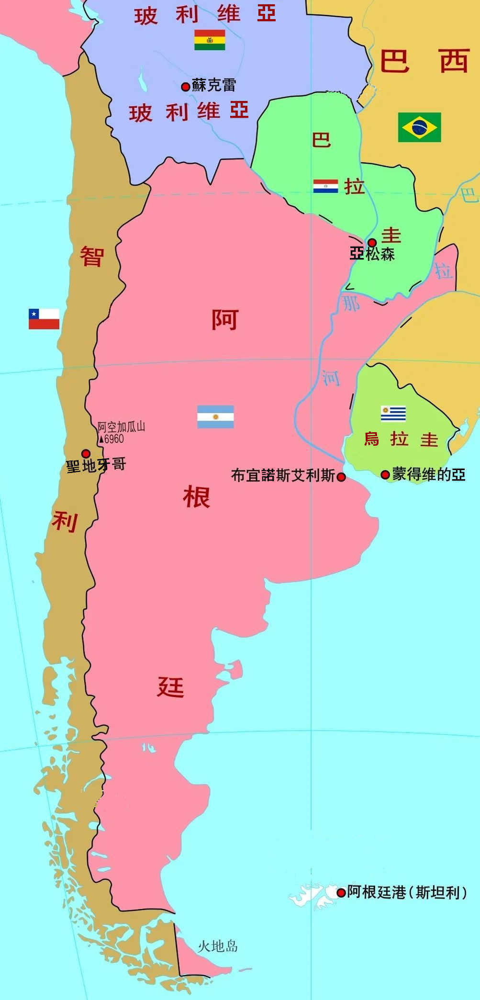 玻利维亞
巴西
蘇克雷
玻利维亞
巴拉圭
巴拉那河
亞松森
智利
阿根廷
阿空加瓜山
▲6960
聖地牙哥
烏拉圭
布宜諾斯艾利斯
蒙得维的亞
阿根廷港(斯坦利)
火地岛